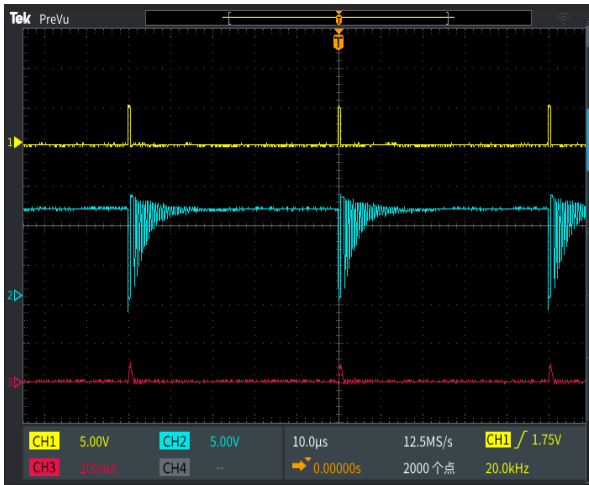 Tek PreVu
T
T
1
2
3
CH1 5.00V CH2 5.00V 10.0µs 12.5MS/s CH1 1.75V
CH3 200mA CH4 -- 0.00000s 2000 个点 20.0kHz